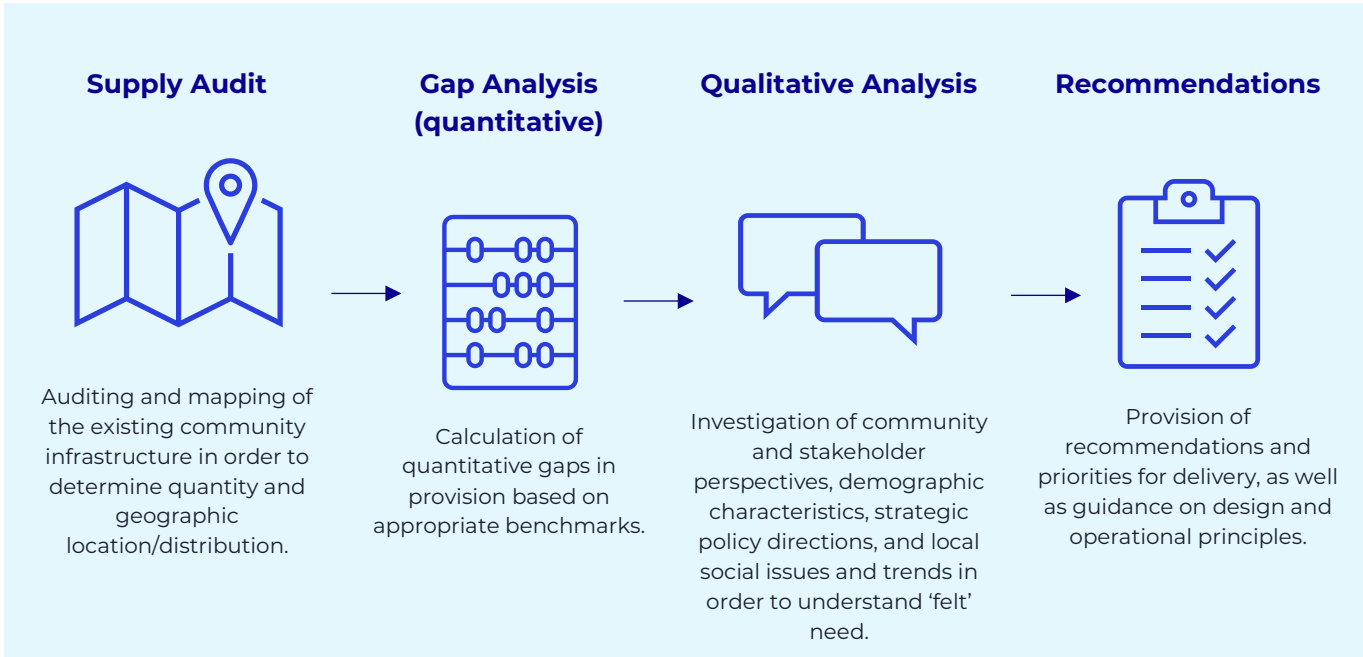 Supply Audit
Auditing and mapping of
the existing community
infrastructure in order to
determine quantity and
geographic
location/distribution.
Gap Analysis
(quantitative)
Calculation of
quantitative gaps in
provision based on
appropriate benchmarks.
Qualitative Analysis
Investigation of community
and stakeholder
perspectives, demographic
characteristics, strategic
policy directions, and local
social issues and trends in
order to understand ‘felt’
need.
Recommendations
Provision of
recommendations and
priorities for delivery, as well
as guidance on design and
operational principles.